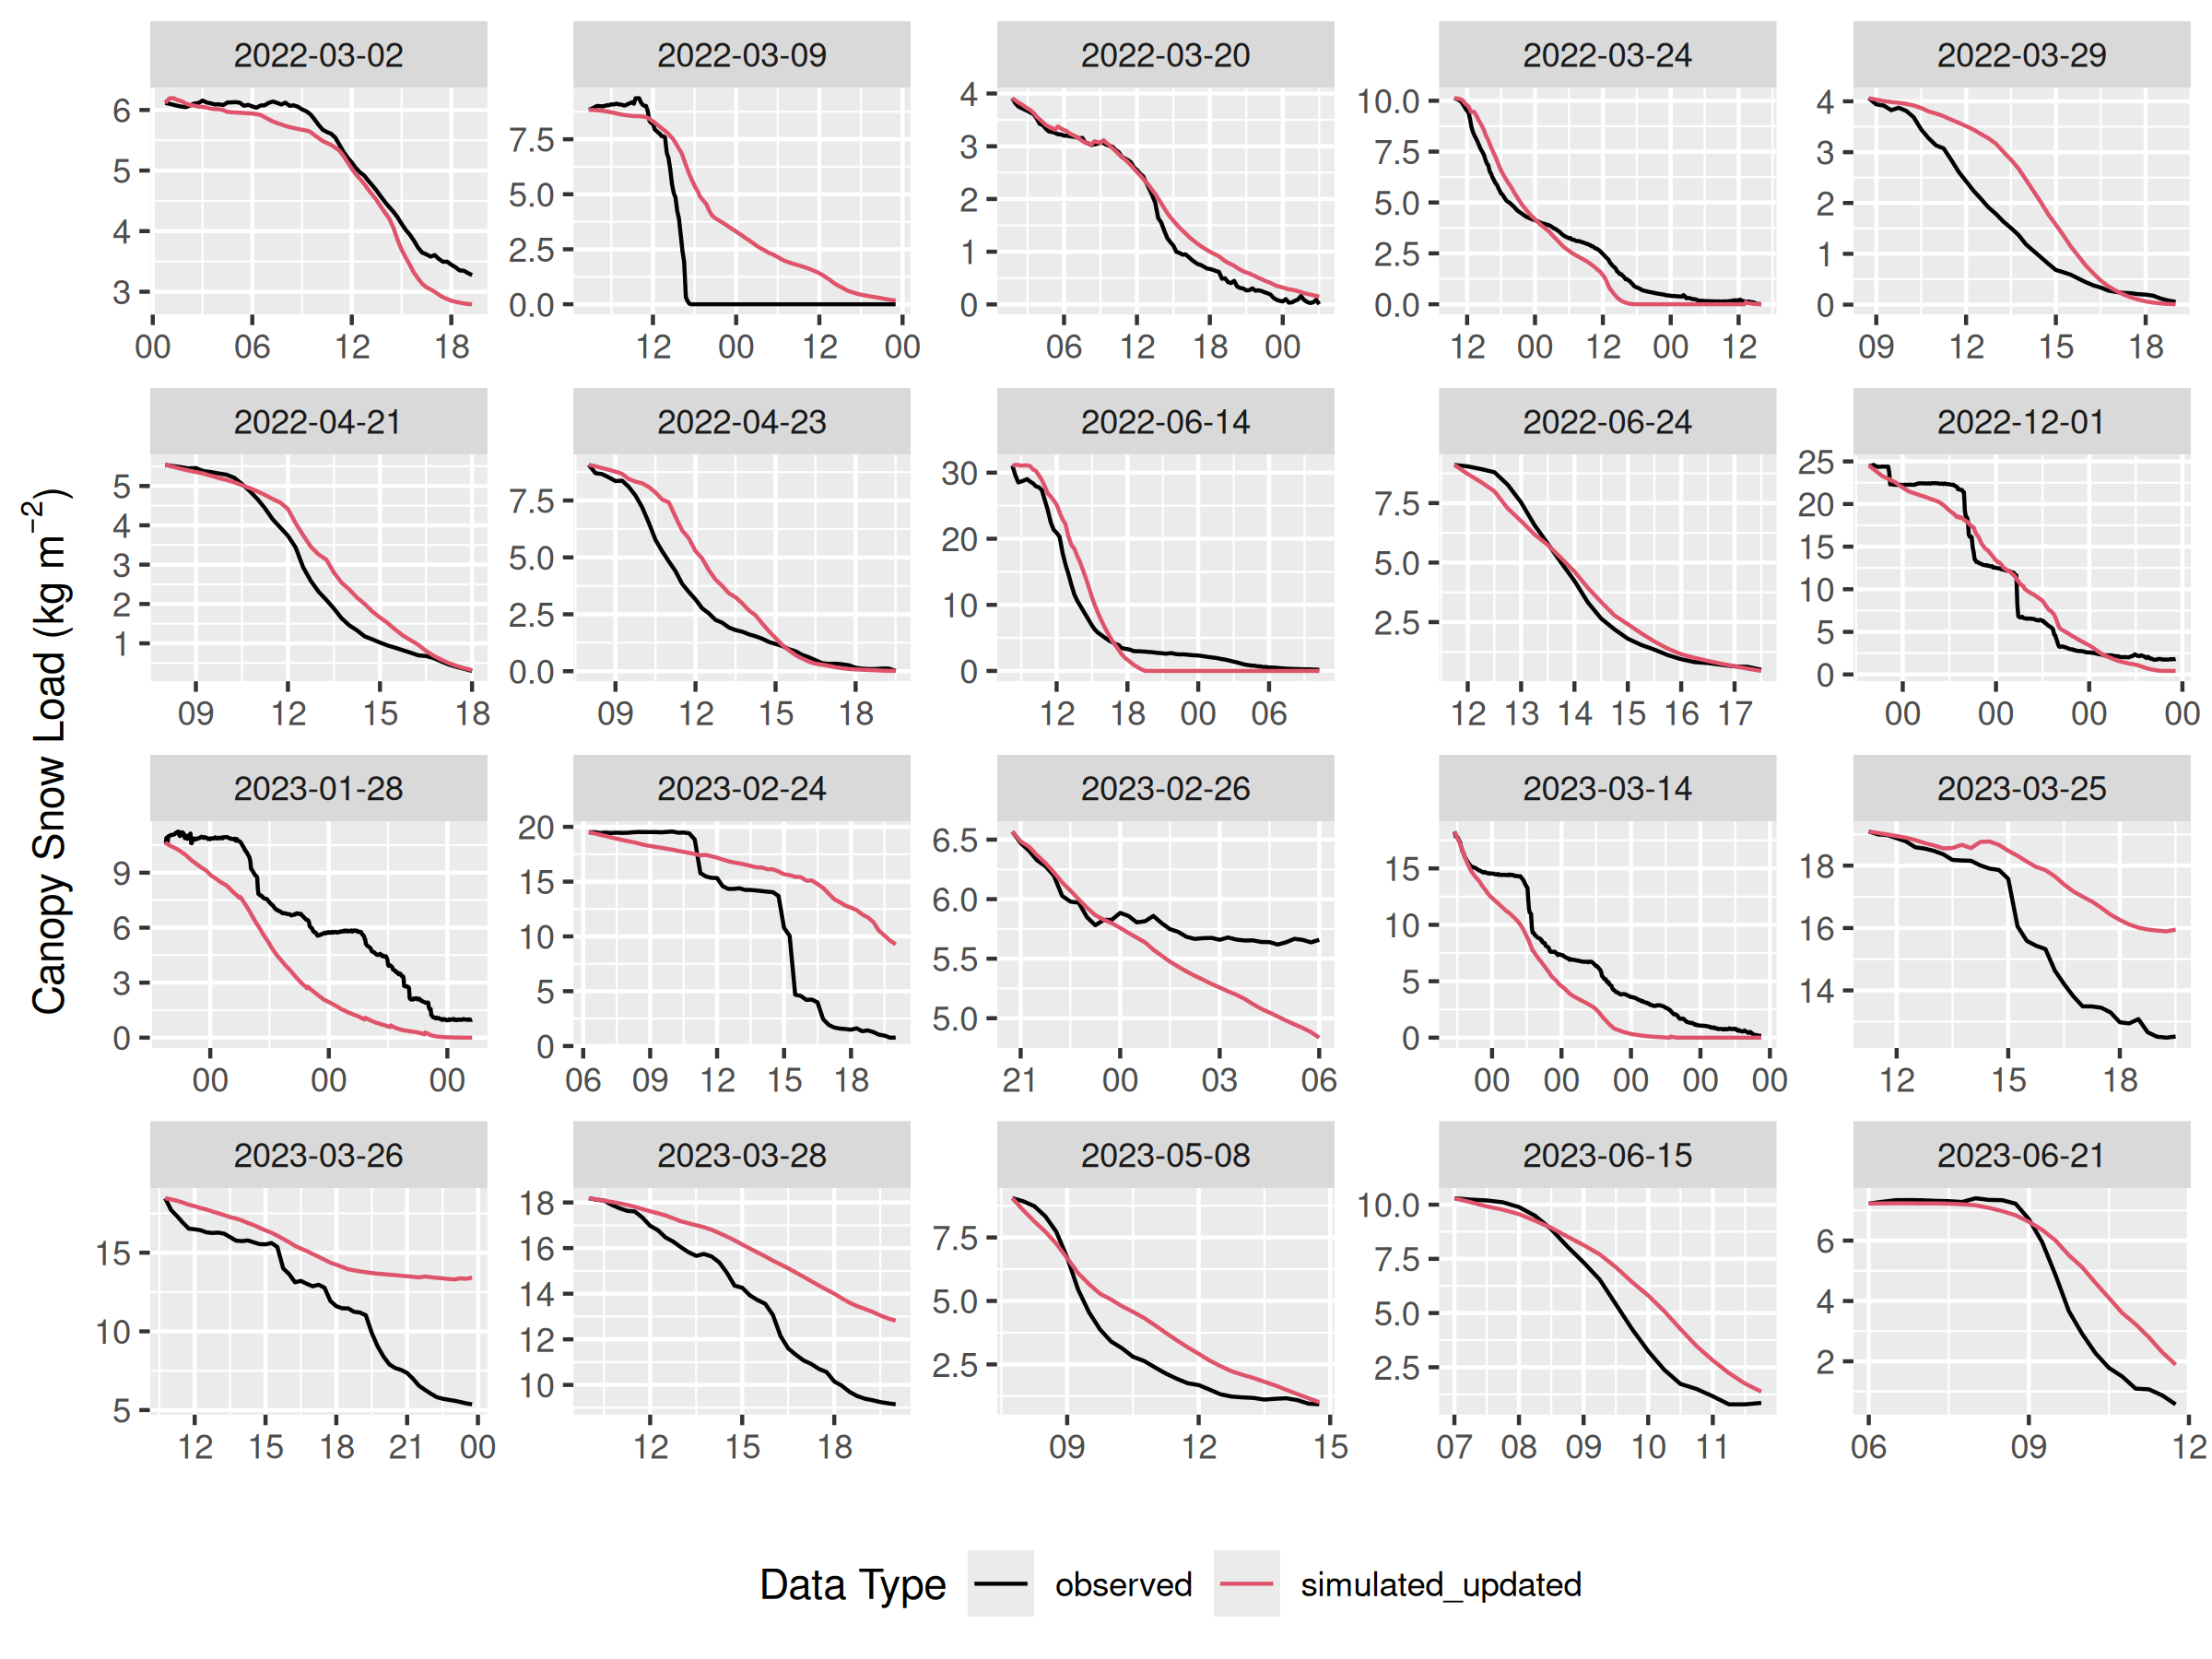 2022-03-02 2022-03-09 2022-03-20 2022-03-24 2022-03-29
6 5 4 3
7.5 5.0 2.5 0.0
4 3 2 1 0
10.0 7.5 5.0 2.5 0.0
4 3 2 1 0
00 06 12 18
12 00 12 00
06 12 18 00
12 00 12 00 12
09 12 15 18
Canopy Snow Load (kg m⁻²)
2022-04-21 2022-04-23 2022-06-14 2022-06-24 2022-12-01
5 4 3 2 1
7.5 5.0 2.5 0.0
30 20 10 0
7.5 5.0 2.5
25 20 15 10 5 0
09 12 15 18
09 12 15 18
12 18 00 06
12 13 14 15 16 17
00 00 00 00
2023-01-28 2023-02-24 2023-02-26 2023-03-14 2023-03-25
9 6 3 0
20 15 10 5 0
6.5 6.0 5.5 5.0
15 10 5 0
18 16 14
00 00 00
06 09 12 15 18
21 00 03 06
00 00 00 00 00
12 15 18
2023-03-26 2023-03-28 2023-05-08 2023-06-15 2023-06-21
15 10 5
18 16 14 12 10
7.5 5.0 2.5
10.0 7.5 5.0 2.5
6 4 2
12 15 18 21 00
12 15 18
09 12 15
07 08 09 10 11
06 09 12
Data Type observed simulated_updated